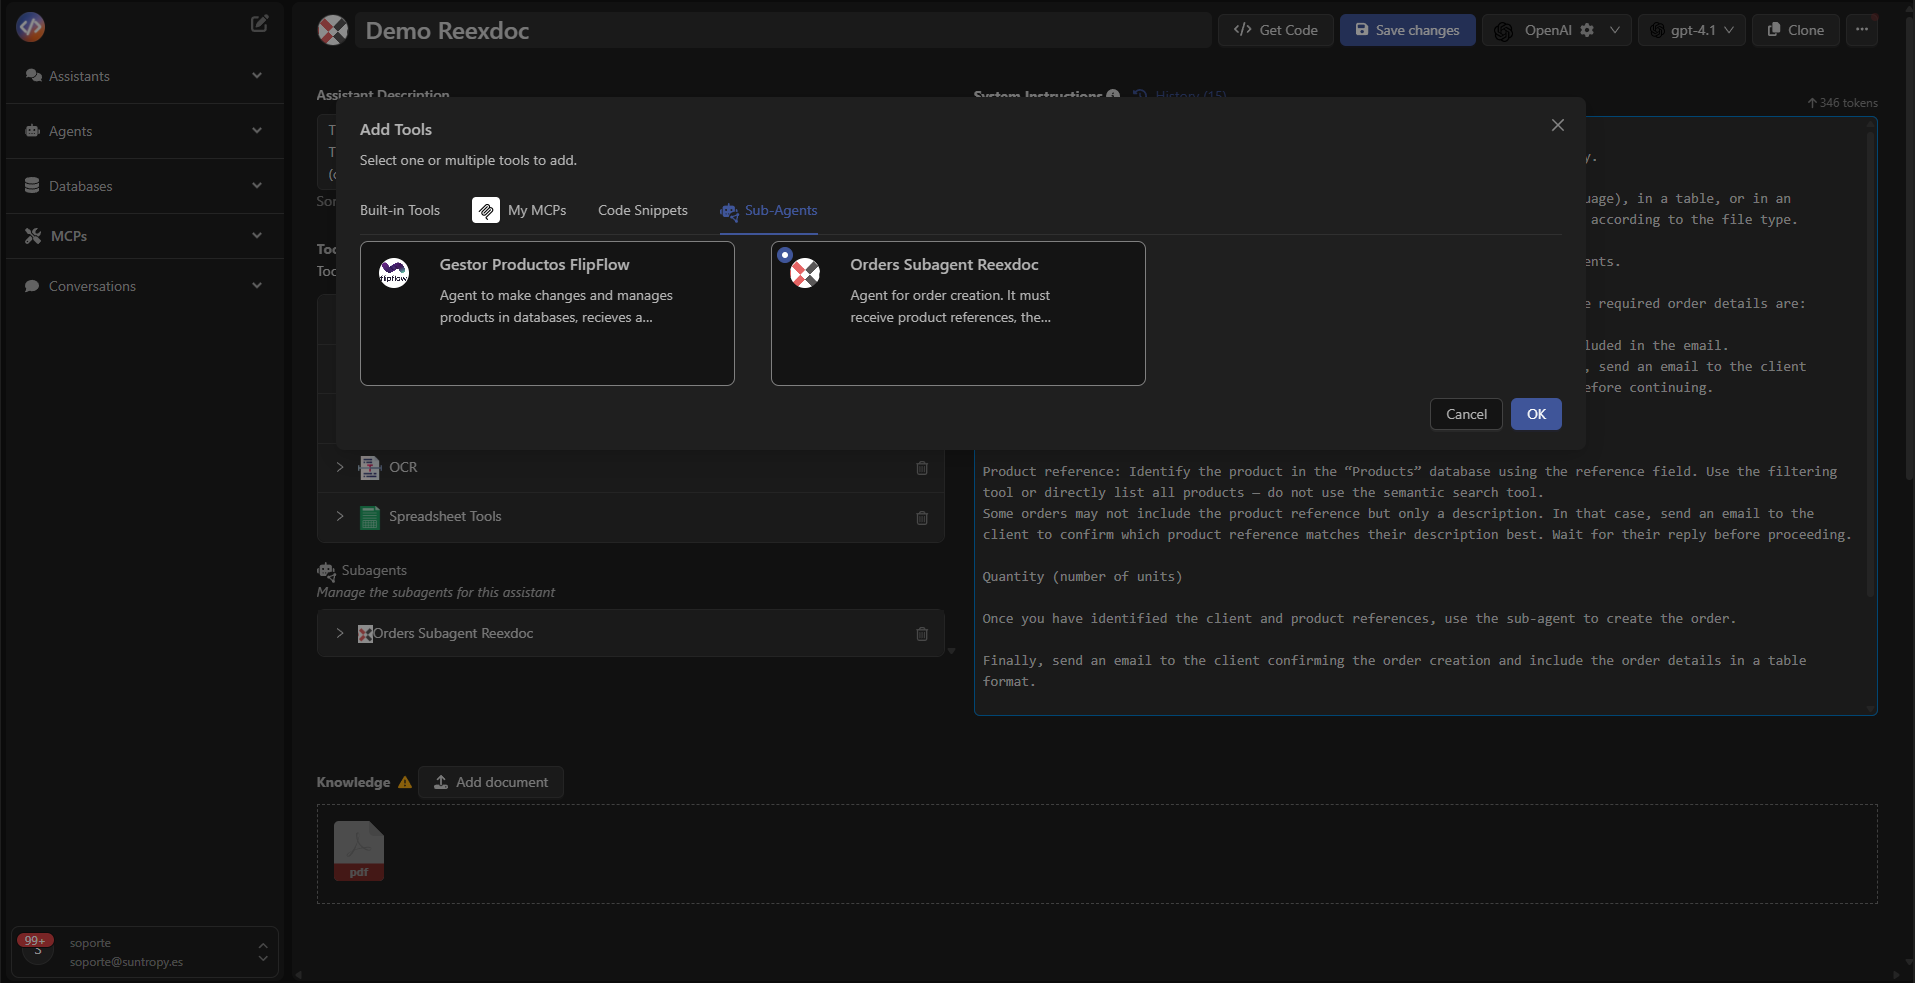 Demo Reexdoc
</> Get Code
Save changes
OpenAI
gpt-4.1
Clone
Assistants
Agents
Databases
MCPs
Conversations
Assistant Description
System Instructions
History (15)
346 tokens
Add Tools
Select one or multiple tools to add.
Built-in Tools
My MCPs
Code Snippets
Sub-Agents
flipflow
Gestor Productos FlipFlow
Agent to make changes and manages
products in databases, recieves a...
Orders Subagent Reexdoc
Agent for order creation. It must
receive product references, the...
Cancel
OK
y.
uage), in a table, or in an
according to the file type.
ents.
e required order details are:
luded in the email.
, send an email to the client
efore continuing.
OCR
Spreadsheet Tools
Subagents
Manage the subagents for this assistant
Orders Subagent Reexdoc
Product reference: Identify the product in the “Products” database using the reference field. Use the filtering
tool or directly list all products — do not use the semantic search tool.
Some orders may not include the product reference but only a description. In that case, send an email to the
client to confirm which product reference matches their description best. Wait for their reply before proceeding.
Quantity (number of units)
Once you have identified the client and product references, use the sub-agent to create the order.
Finally, send an email to the client confirming the order creation and include the order details in a table
format.
Knowledge
Add document
pdf
99+
soporte
soporte@suntropy.es